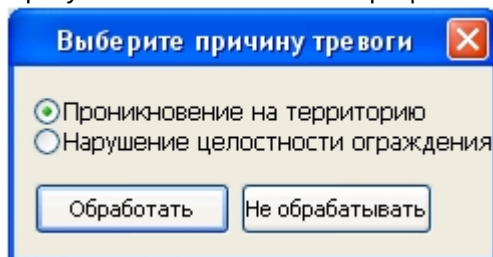 Выберите причину тревоги
Проникновение на территорию
Нарушение целостности ограждения
Обработать Не обрабатывать